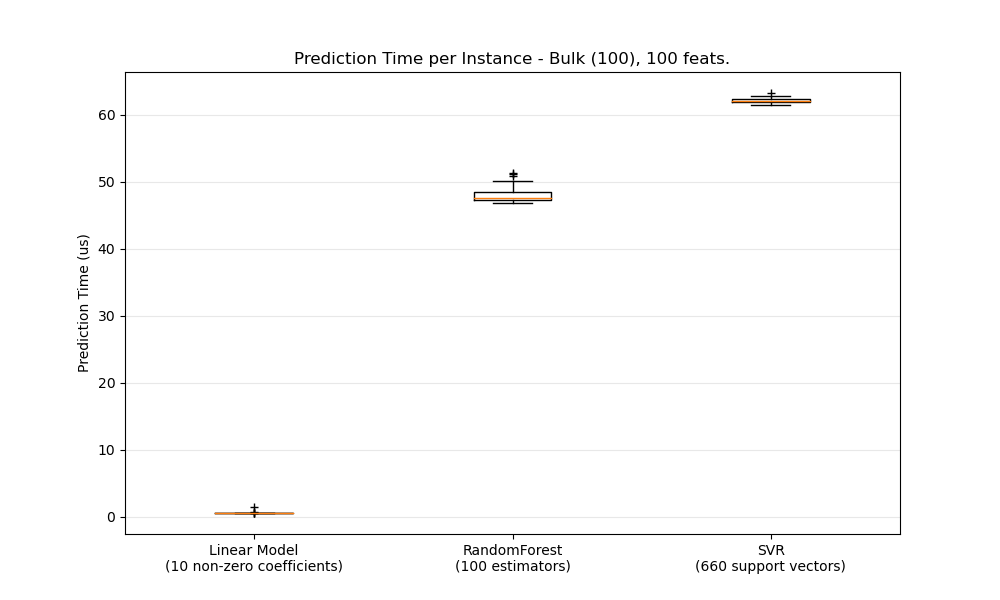 Prediction Time per Instance - Bulk (100), 100 feats.
Prediction Time (us)
60
50
40
30
20
10
0
Linear Model
(10 non-zero coefficients)
RandomForest
(100 estimators)
SVR
(660 support vectors)